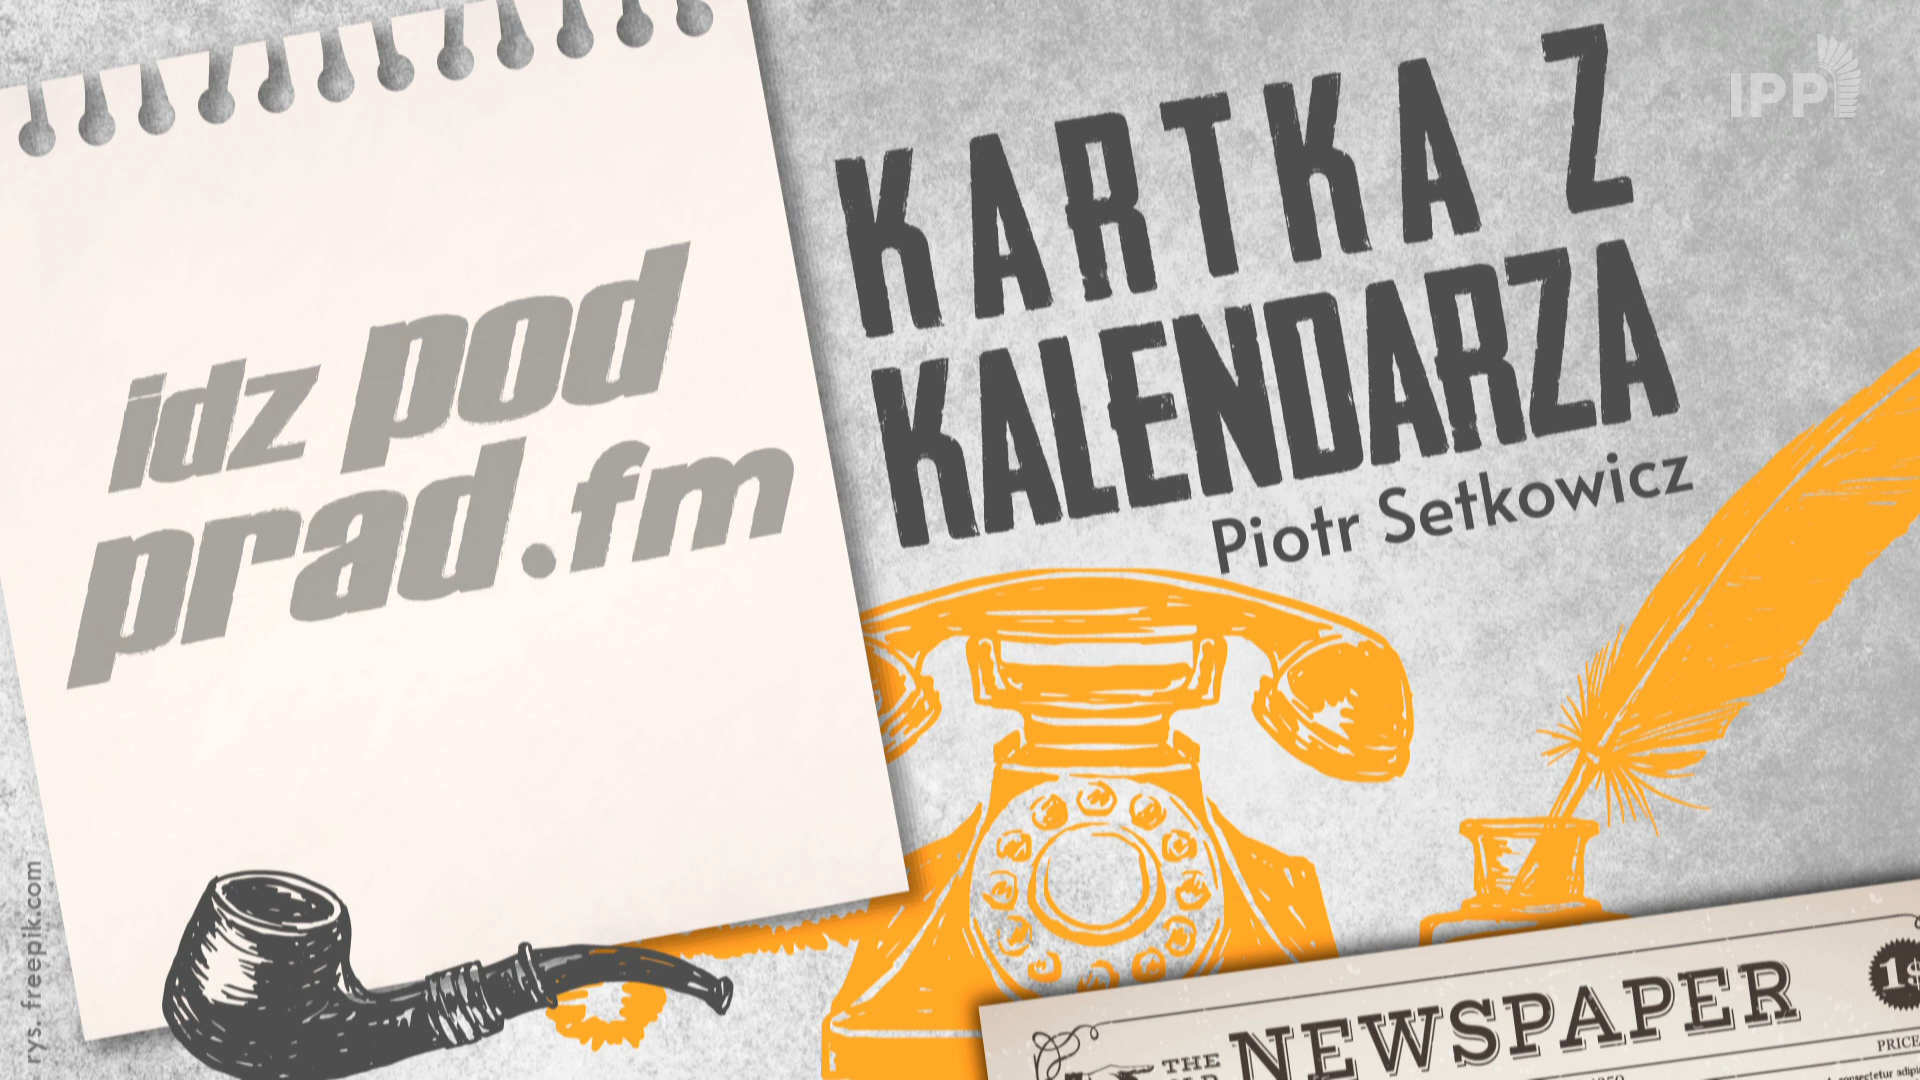 idz pod
prad.fm
KARTKA Z
KALENDARZA
Piotr Setkowicz
IPP
rys. freepik.com
THE
NEWSPAPER
1$
PRICE